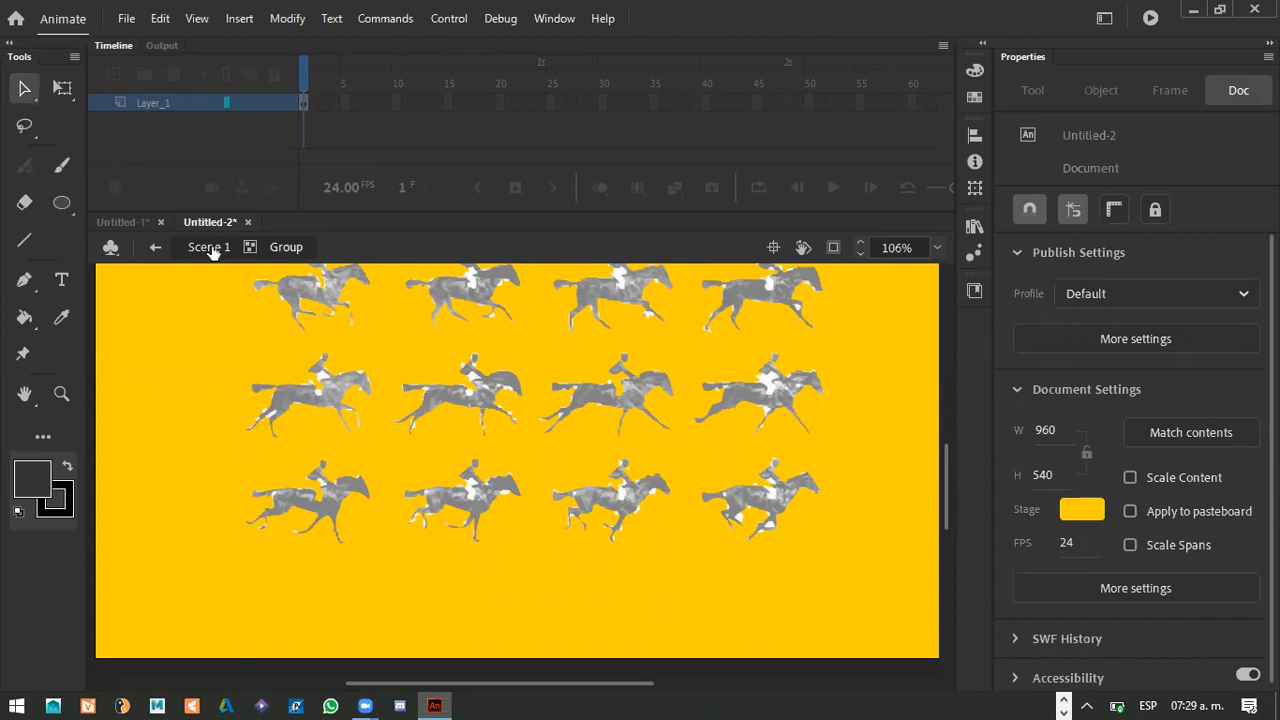 Animate File Edit View Insert Modify Text Commands Control Debug Window Help
Tools
Timeline Output
Properties
1s 2s
5 10 15 20 25 30 35 40 45 50 55 60
Layer_1
Tool Object Frame Doc
An Untitled-2
Document
24.00 FPS 1 F
Untitled-1* × Untitled-2* ×
Scene 1 Group 106%
Publish Settings
Profile Default
More settings
Document Settings
W 960 Match contents
H 540 Scale Content
Stage Apply to pasteboard
FPS 24 Scale Spans
More settings
SWF History
Accessibility
An ESP 07:29 a. m.